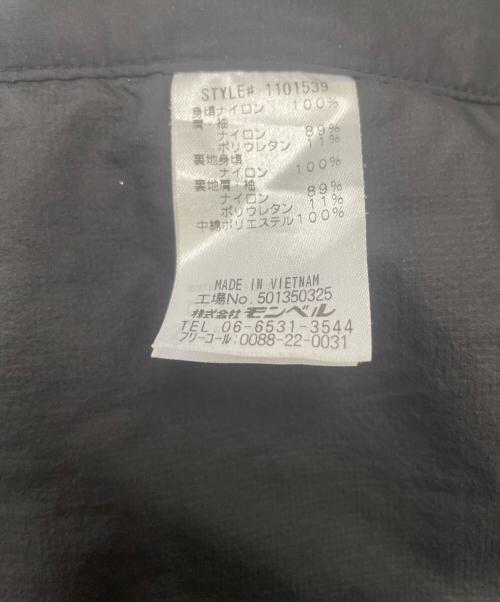 STYLE# 1101539
身頃ナイロン 100%
肩・袖
ナイロン 89%
ポリウレタン 11%
裏地身頃
ナイロン 100%
裏地肩・袖
ナイロン 89%
ポリウレタン 11%
中綿ポリエステル100%
MADE IN VIETNAM
工場No.501350325
株式会社 モンベル
TEL.06-6531-3544
フリーコール:0088-22-0031